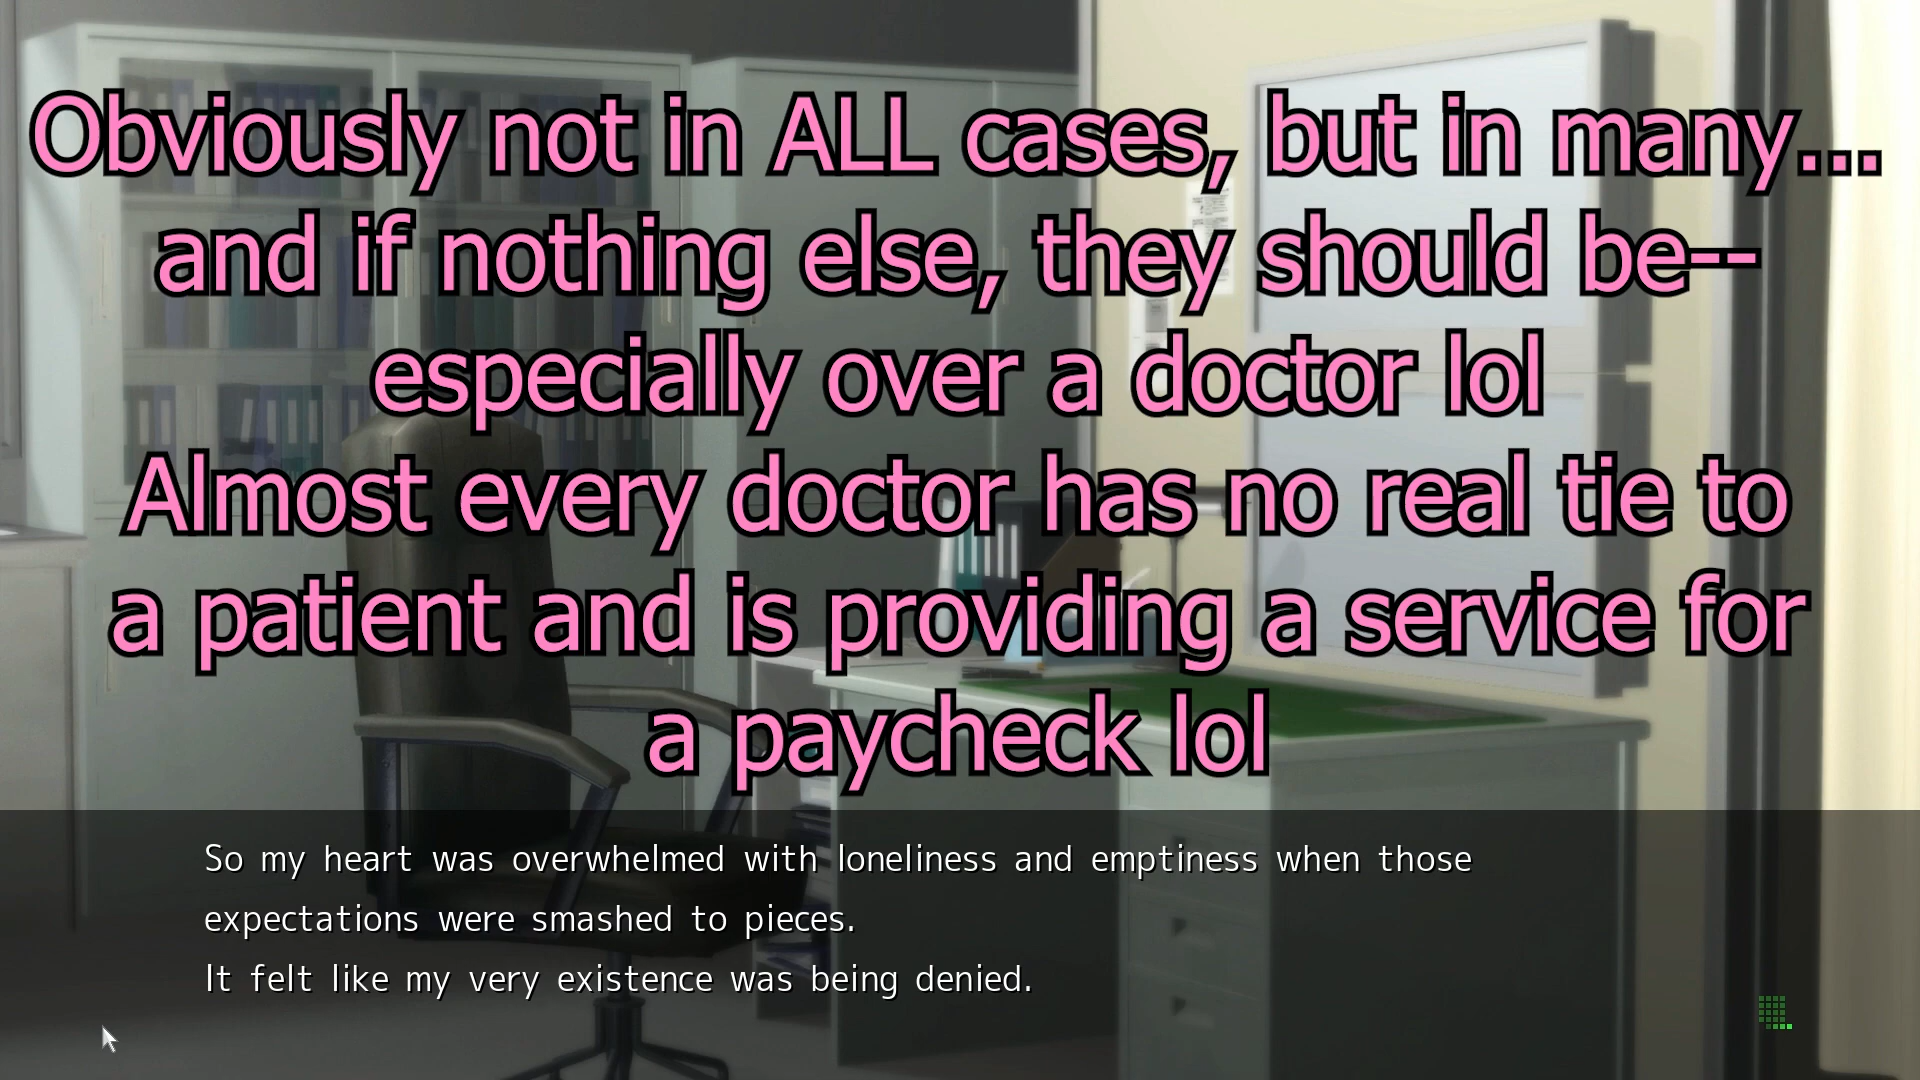 Obviously not in ALL cases, but in many...
and if nothing else, they should be--
especially over a doctor lol
Almost every doctor has no real tie to
a patient and is providing a service for
a paycheck lol
So my heart was overwhelmed with loneliness and emptiness when those
expectations were smashed to pieces.
It felt like my very existence was being denied.